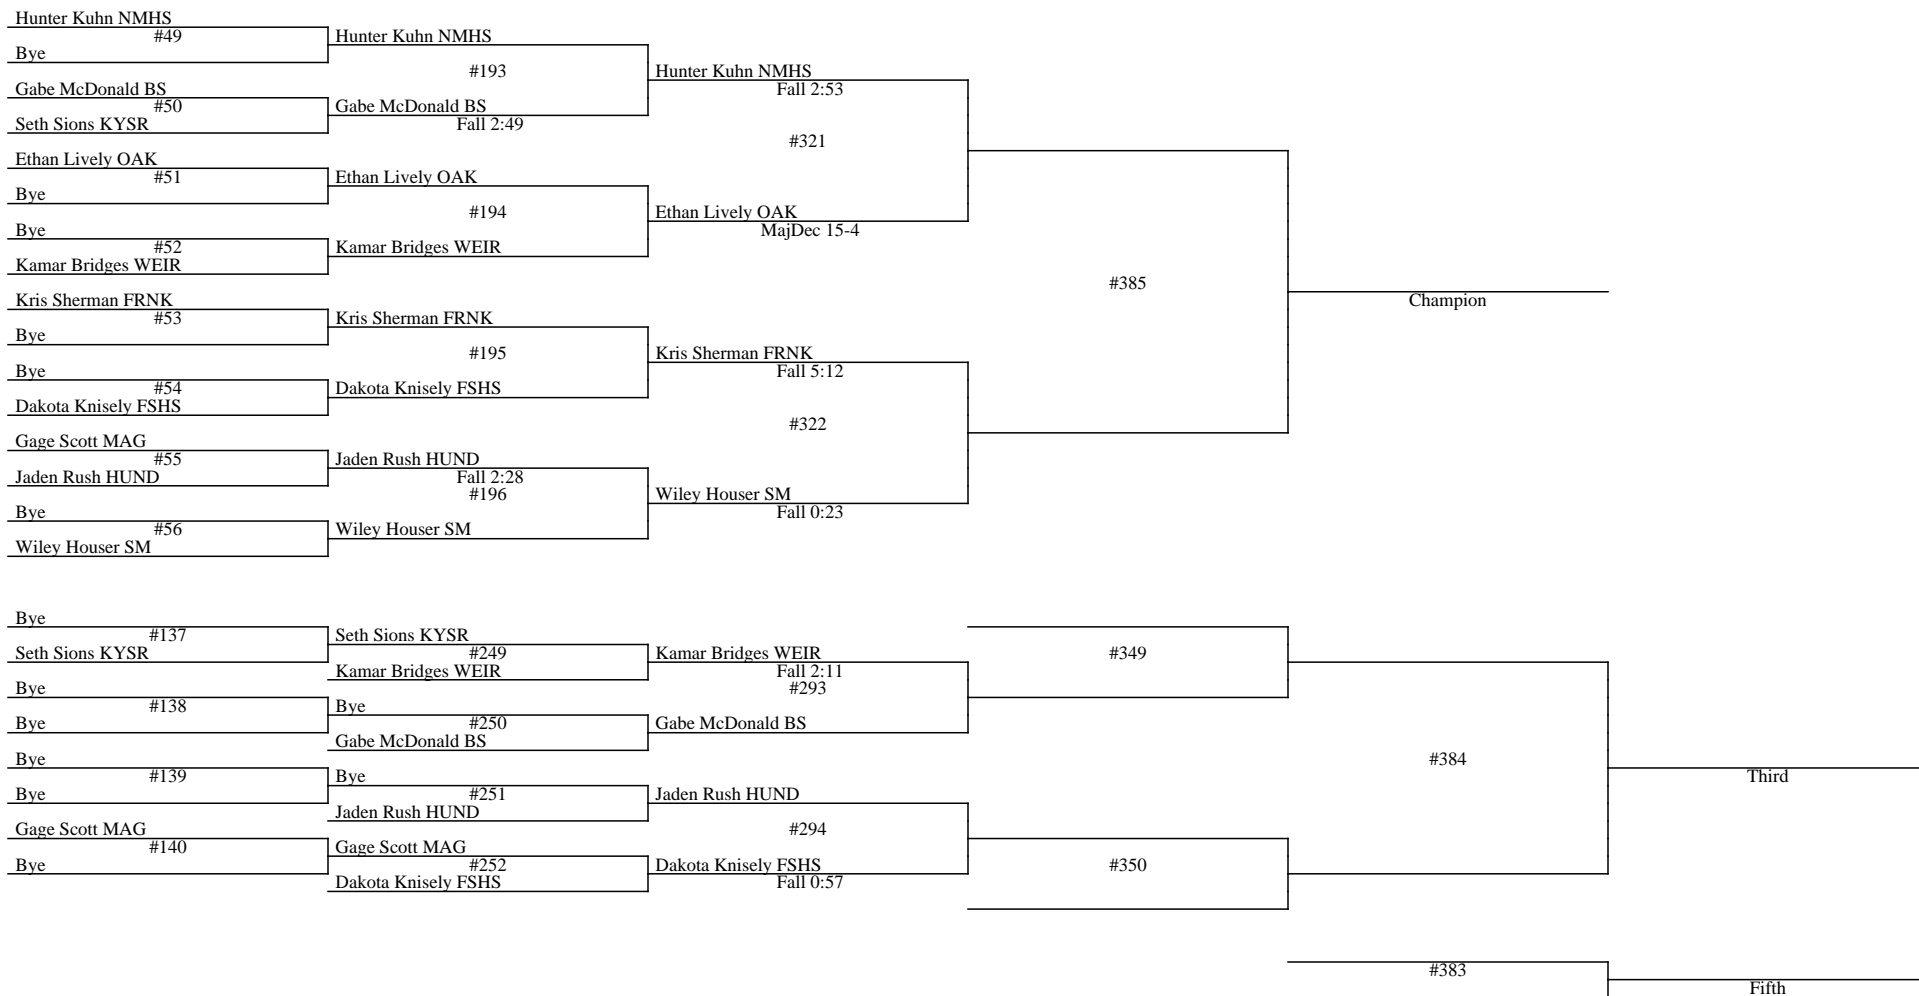 Hunter Kuhn NMHS
#49
Bye
Gabe McDonald BS
#50
Seth Sions KYSR
Ethan Lively OAK
#51
Bye
Bye
#52
Kamar Bridges WEIR
Kris Sherman FRNK
#53
Bye
Bye
#54
Dakota Knisely FSHS
Gage Scott MAG
#55
Jaden Rush HUND
Bye
#56
Wiley Houser SM
Hunter Kuhn NMHS
#193
Gabe McDonald BS
Fall 2:49
Ethan Lively OAK
#194
Kamar Bridges WEIR
Kris Sherman FRNK
#195
Dakota Knisely FSHS
Jaden Rush HUND
Fall 2:28
#196
Wiley Houser SM
Hunter Kuhn NMHS
Fall 2:53
#321
Ethan Lively OAK
MajDec 15-4
Kris Sherman FRNK
Fall 5:12
#322
Wiley Houser SM
Fall 0:23
#385
Champion
Bye
#137
Seth Sions KYSR
Bye
#138
Bye
Bye
#139
Bye
Gage Scott MAG
#140
Bye
Seth Sions KYSR
#249
Kamar Bridges WEIR
Bye
#250
Gabe McDonald BS
Bye
#251
Jaden Rush HUND
Gage Scott MAG
#252
Dakota Knisely FSHS
Kamar Bridges WEIR
Fall 2:11
#293
Gabe McDonald BS
Jaden Rush HUND
#294
Dakota Knisely FSHS
Fall 0:57
#349
#350
#384
Third
#383
Fifth